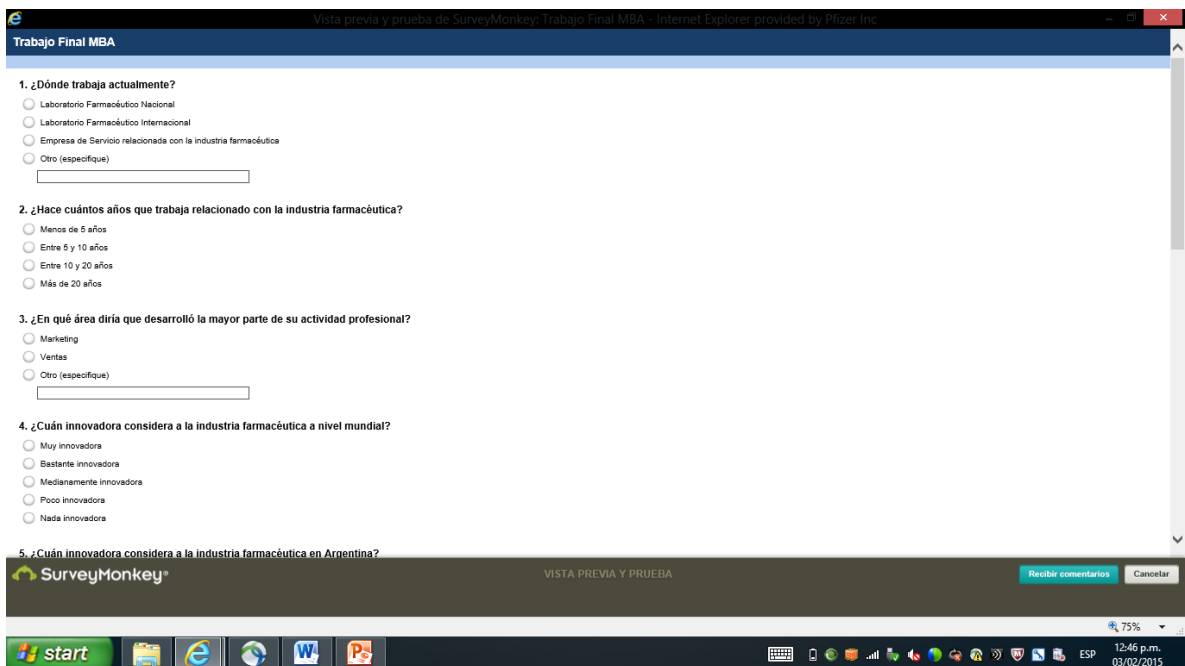 Vista previa y prueba de SurveyMonkey: Trabajo Final MBA - Internet Explorer provided by Pfizer Inc
Trabajo Final MBA
1. ¿Dónde trabaja actualmente?
Laboratorio Farmacéutico Nacional
Laboratorio Farmacéutico Internacional
Empresa de Servicio relacionada con la industria farmacéutica
Otro (especifique)
2. ¿Hace cuántos años que trabaja relacionado con la industria farmacéutica?
Menos de 5 años
Entre 5 y 10 años
Entre 10 y 20 años
Más de 20 años
3. ¿En qué área diría que desarrolló la mayor parte de su actividad profesional?
Marketing
Ventas
Otro (especifique)
4. ¿Cuán innovadora considera a la industria farmacéutica a nivel mundial?
Muy innovadora
Bastante innovadora
Medianamente innovadora
Poco innovadora
Nada innovadora
5. ¿Cuán innovadora considera a la industria farmacéutica en Argentina?
SurveyMonkey® VISTA PREVIA Y PRUEBA Recibir comentarios Cancelar
75%
start ESP 12:46 p.m.
03/02/2015